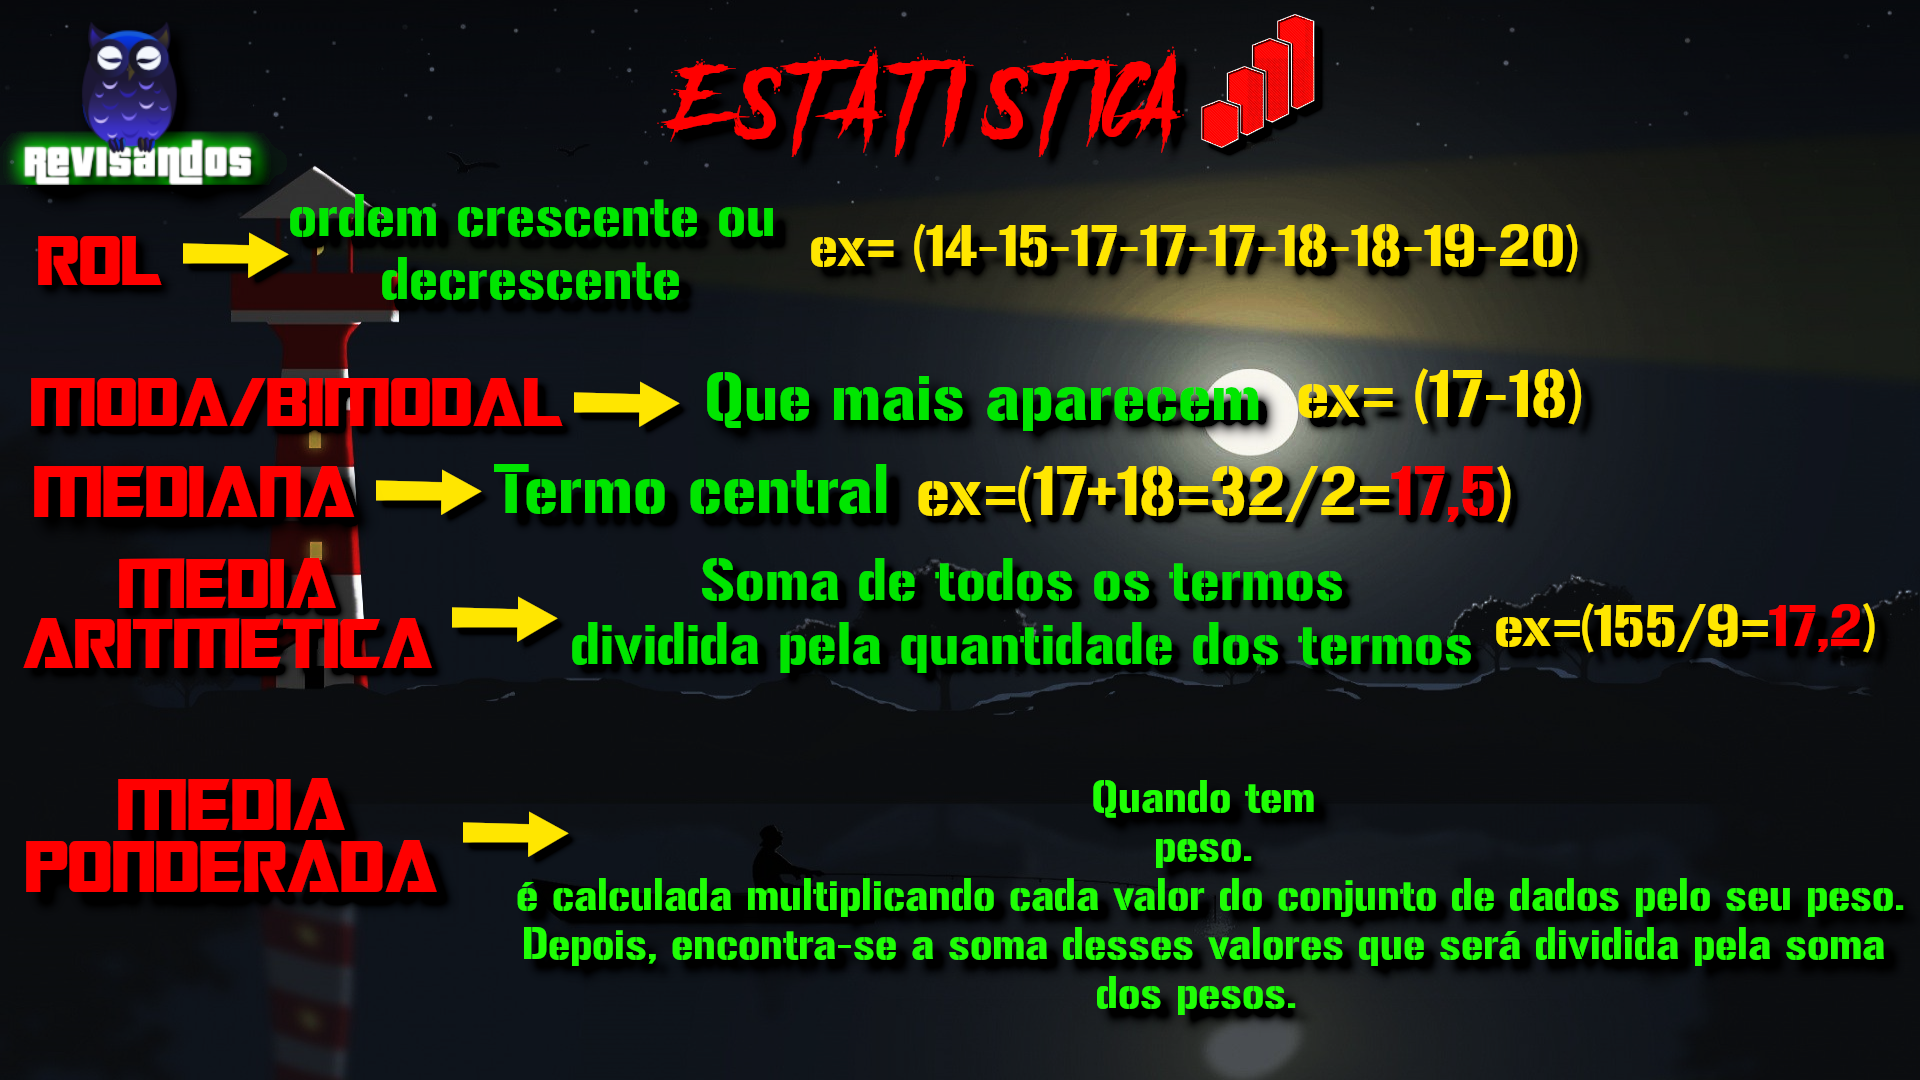 ESTATISTICA
REVISANDOS
ROL
ordem crescente ou
decrescente
ex= (14-15-17-17-17-18-18-19-20)
MODA/BIMODAL
Que mais aparecem
ex= (17-18)
MEDIANA
Termo central
ex=(17+18=32/2=17,5)
MEDIA
ARITMETICA
Soma de todos os termos
dividida pela quantidade dos termos
ex=(155/9=17,2)
MEDIA
PONDERADA
Quando tem
peso.
é calculada multiplicando cada valor do conjunto de dados pelo seu peso.
Depois, encontra-se a soma desses valores que será dividida pela soma
dos pesos.